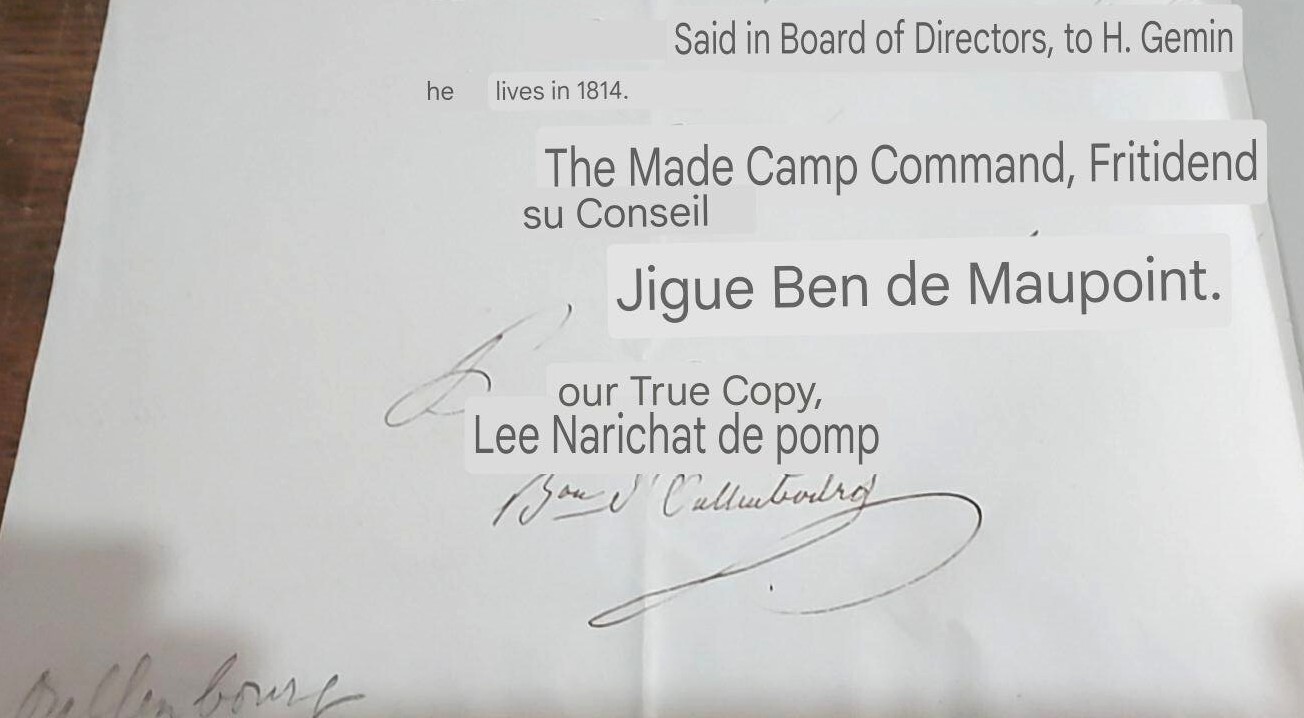 Said in Board of Directors, to H. Gemin
he lives in 1814.
The Made Camp Command, Fritidend
su Conseil
Jigue Ben de Maupoint.
our True Copy,
Lee Narichat de pomp
Bon d'